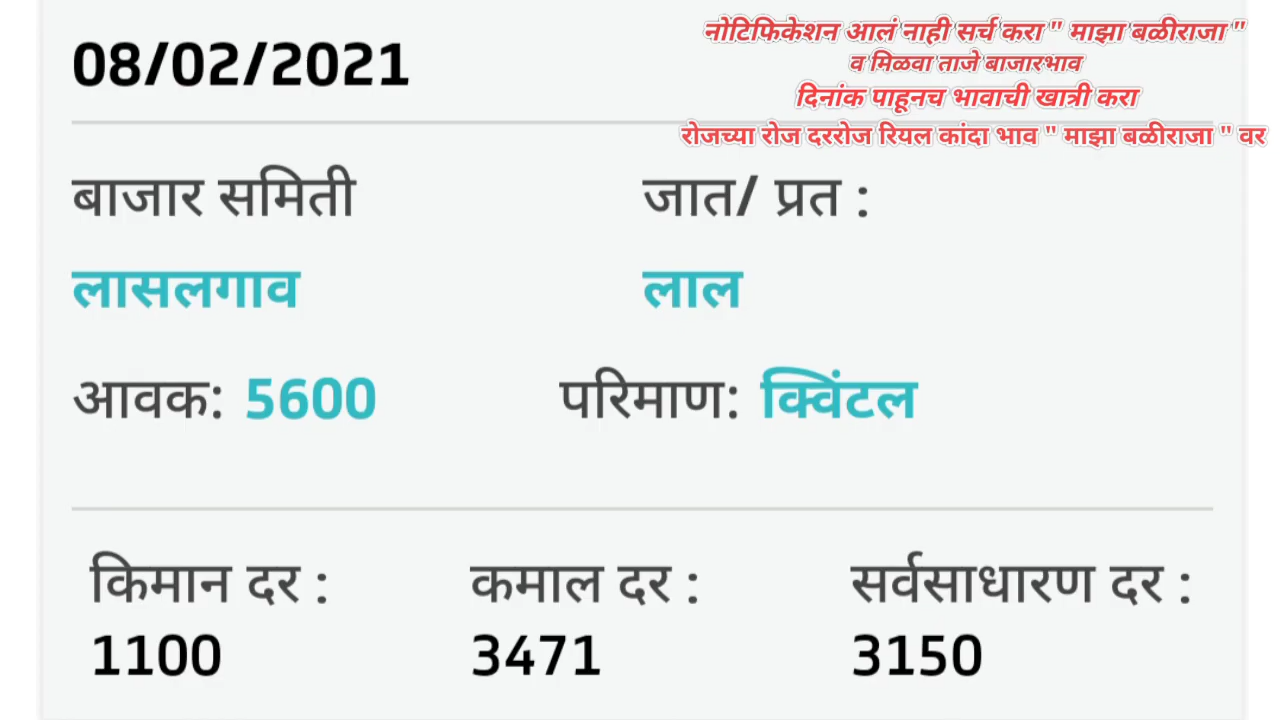 08/02/2021
नोटिफिकेशन आलं नाही सर्च करा " माझा बळीराजा "
व मिळवा ताजे बाजारभाव
दिनांक पाहूनच भावाची खात्री करा
रोजच्या रोज दररोज रियल कांदा भाव " माझा बळीराजा " वर
बाजार समिती जात/ प्रत :
लासलगाव लाल
आवक: 5600 परिमाण: क्विंटल
किमान दर : कमाल दर : सर्वसाधारण दर :
1100 3471 3150